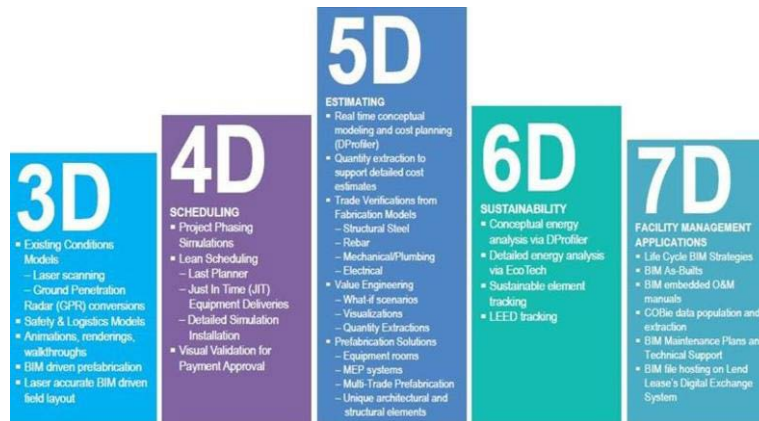 3D
▪ Existing Conditions
Models
– Laser scanning
– Ground Penetration
Radar (GPR) conversions
▪ Safety & Logistics Models
▪ Animations, renderings,
walkthroughs
▪ BIM driven prefabrication
▪ Laser accurate BIM driven
field layout
4D
SCHEDULING
▪ Project Phasing
Simulations
▪ Lean Scheduling
– Last Planner
– Just In Time (JIT)
Equipment Deliveries
– Detailed Simulation
Installation
▪ Visual Validation for
Payment Approval
5D
ESTIMATING
▪ Real time conceptual
modeling and cost planning
(DProfiler)
▪ Quantity extraction to
support detailed cost
estimates
▪ Trade Verifications from
Fabrication Models
– Structural Steel
– Rebar
– Mechanical/Plumbing
– Electrical
▪ Value Engineering
– What-if scenarios
– Visualizations
– Quantity Extractions
▪ Prefabrication Solutions
– Equipment rooms
– MEP systems
– Multi-Trade Prefabrication
– Unique architectural and
structural elements
6D
SUSTAINABILITY
▪ Conceptual energy
analysis via DProfiler
▪ Detailed energy analysis
via EcoTech
▪ Sustainable element
tracking
▪ LEED tracking
7D
FACILITY MANAGEMENT
APPLICATIONS
▪ Life Cycle BIM Strategies
▪ BIM As-Builts
▪ BIM embedded O&M
manuals
▪ COBie data population and
extraction
▪ BIM Maintenance Plans an
Technical Support
▪ BIM file hosting on Lend
Lease's Digital Exchange
System